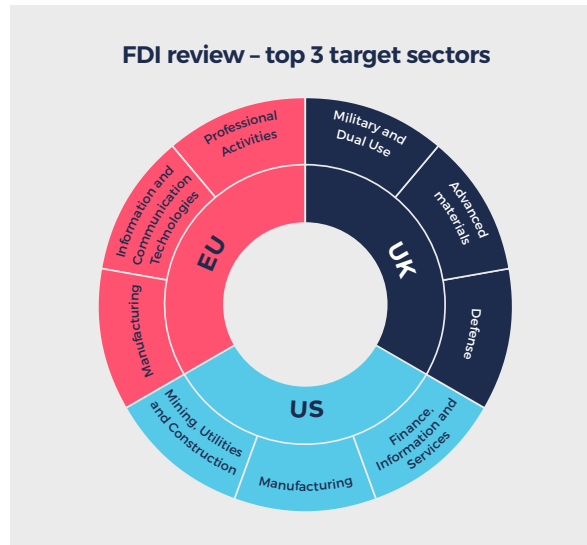 FDI review – top 3 target sectors
Professional
Activities
Military and
Dual Use
Information and
Communication
Technologies
Advanced
materials
EU
UK
Manufacturing
Defense
US
Mining, Utilities
and Construction
Manufacturing
Finance,
Information and
Services